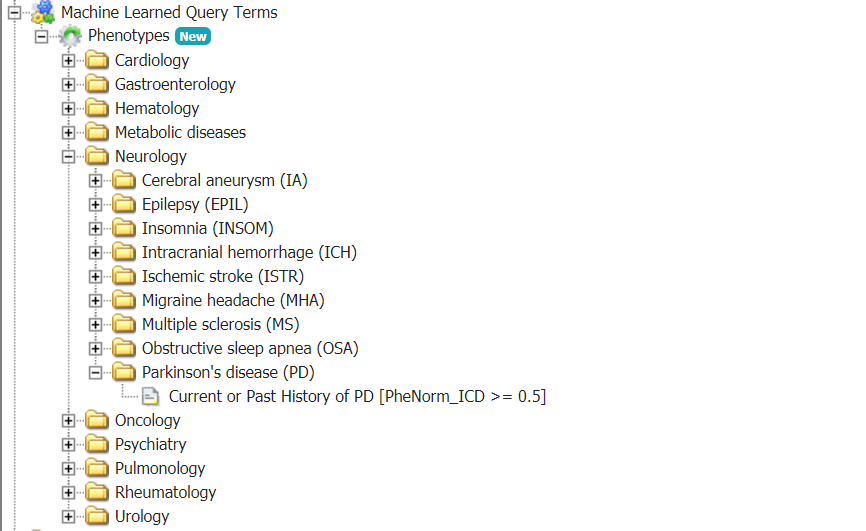 Machine Learned Query Terms
Phenotypes New
Cardiology
Gastroenterology
Hematology
Metabolic diseases
Neurology
Cerebral aneurysm (IA)
Epilepsy (EPIL)
Insomnia (INSOM)
Intracranial hemorrhage (ICH)
Ischemic stroke (ISTR)
Migraine headache (MHA)
Multiple sclerosis (MS)
Obstructive sleep apnea (OSA)
Parkinson's disease (PD)
Current or Past History of PD [PheNorm_ICD >= 0.5]
Oncology
Psychiatry
Pulmonology
Rheumatology
Urology